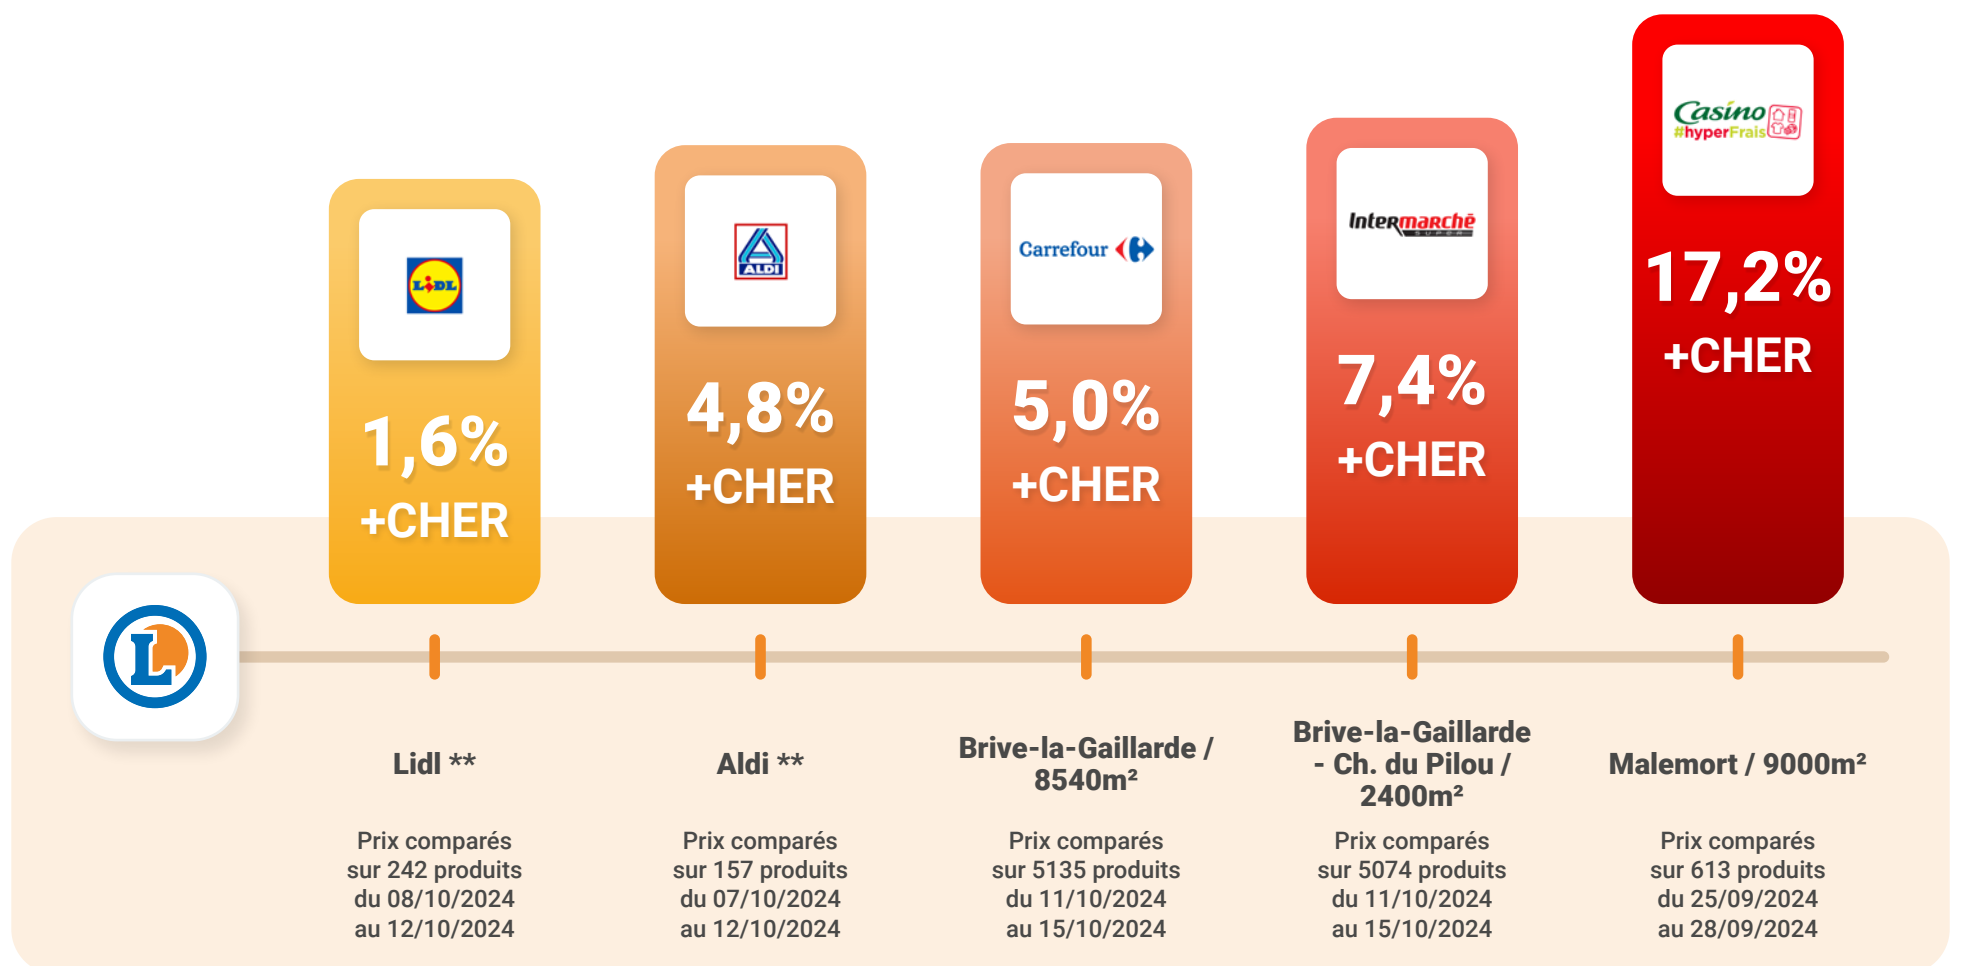 LiDL
1,6%
+CHER
ALDI
4,8%
+CHER
Carrefour
5,0%
+CHER
Intermarché
SUPER
7,4%
+CHER
Casino
#hyperFrais
17,2%
+CHER
L
Lidl **
Prix comparés
sur 242 produits
du 08/10/2024
au 12/10/2024
Aldi **
Prix comparés
sur 157 produits
du 07/10/2024
au 12/10/2024
Brive-la-Gaillarde /
8540m²
Prix comparés
sur 5135 produits
du 11/10/2024
au 15/10/2024
Brive-la-Gaillarde
- Ch. du Pilou /
2400m²
Prix comparés
sur 5074 produits
du 11/10/2024
au 15/10/2024
Malemort / 9000m²
Prix comparés
sur 613 produits
du 25/09/2024
au 28/09/2024